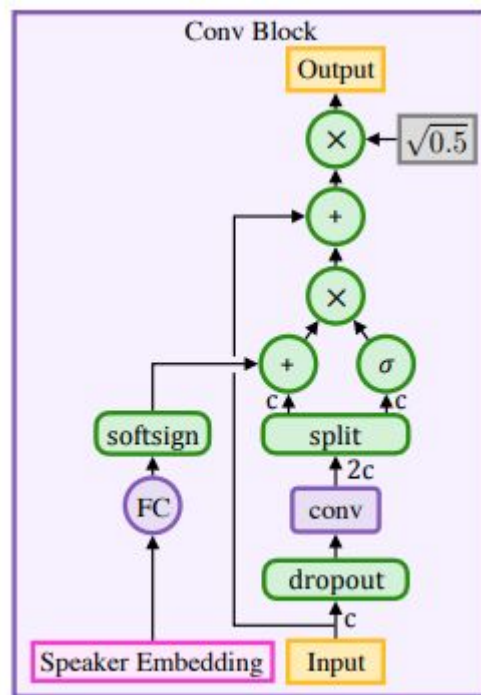 Conv Block
Output
×
√0.5
+
×
+
σ
c
c
softsign
split
2c
FC
conv
dropout
c
Speaker Embedding
Input